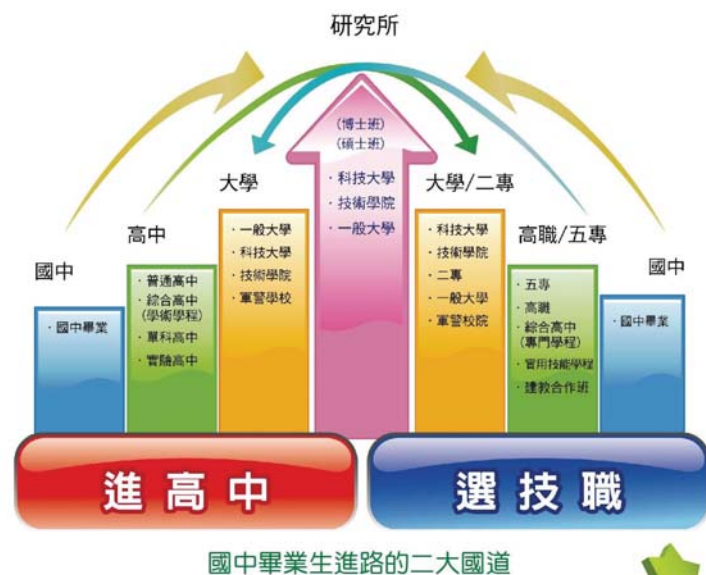 研究所
(博士班)
(碩士班)
· 科技大學
· 技術學院
· 一般大學
大學
· 一般大學
· 科技大學
· 技術學院
· 軍警學校
高中
· 普通高中
· 綜合高中
(學術學程)
· 單科高中
· 實驗高中
國中
· 國中畢業
大學/二專
· 科技大學
· 技術學院
· 二專
· 一般大學
· 軍警校院
高職/五專
· 五專
· 高職
· 綜合高中
(專門學程)
· 實用技能學程
· 建教合作班
國中
· 國中畢業
進高中
選技職
國中畢業生進路的二大國道